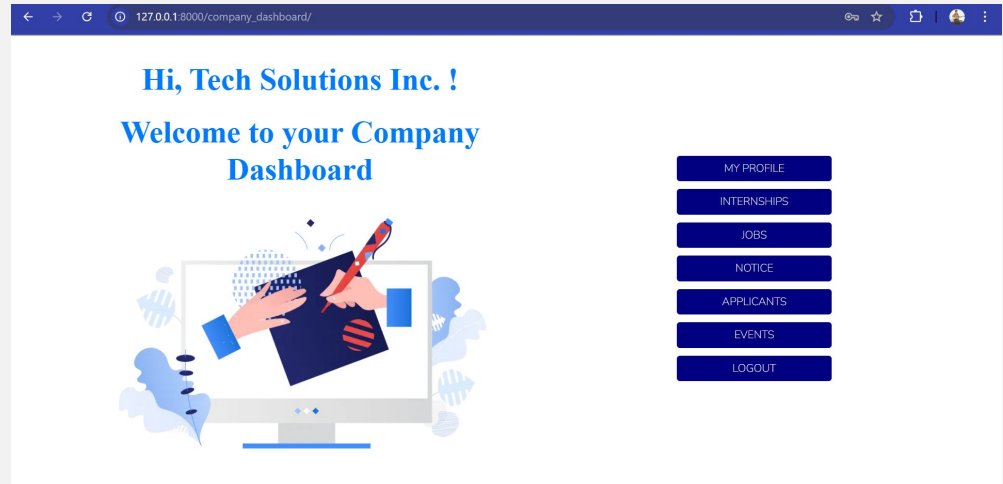 127.0.0.1:8000/company_dashboard/
Hi, Tech Solutions Inc. !
Welcome to your Company
Dashboard
MY PROFILE
INTERNSHIPS
JOBS
NOTICE
APPLICANTS
EVENTS
LOGOUT